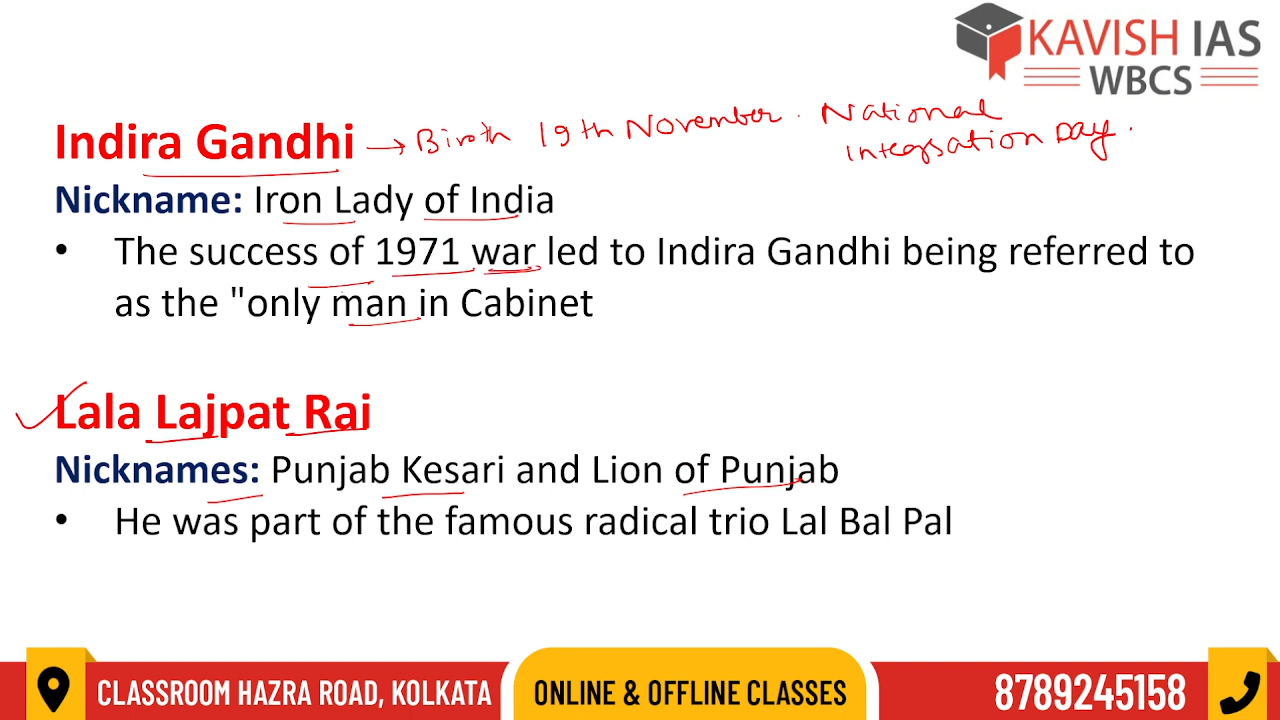 KAVISH IAS
WBCS
Indira Gandhi → Birth 19th November. National
Integration Day.
Nickname: Iron Lady of India
• The success of 1971 war led to Indira Gandhi being referred to
as the "only man in Cabinet
Lala Lajpat Rai
Nicknames: Punjab Kesari and Lion of Punjab
• He was part of the famous radical trio Lal Bal Pal
CLASSROOM HAZRA ROAD, KOLKATA
ONLINE & OFFLINE CLASSES
8789245158